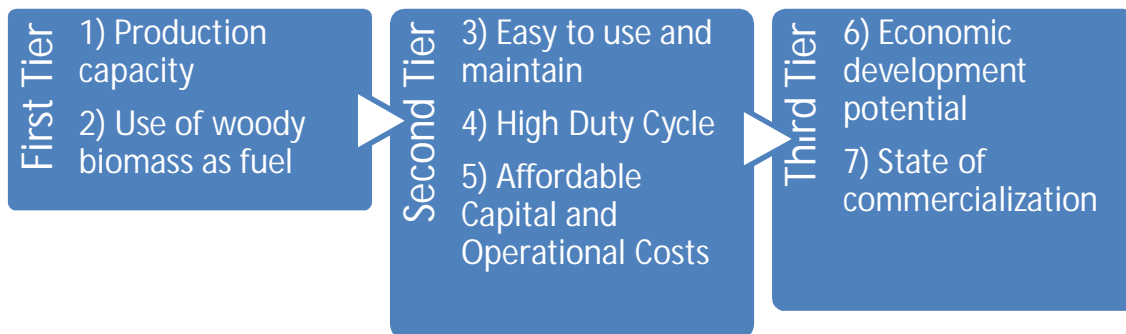 First Tier
1) Production
capacity
2) Use of woody
biomass as fuel
Second Tier
3) Easy to use and
maintain
4) High Duty Cycle
5) Affordable
Capital and
Operational Costs
Third Tier
6) Economic
development
potential
7) State of
commercialization